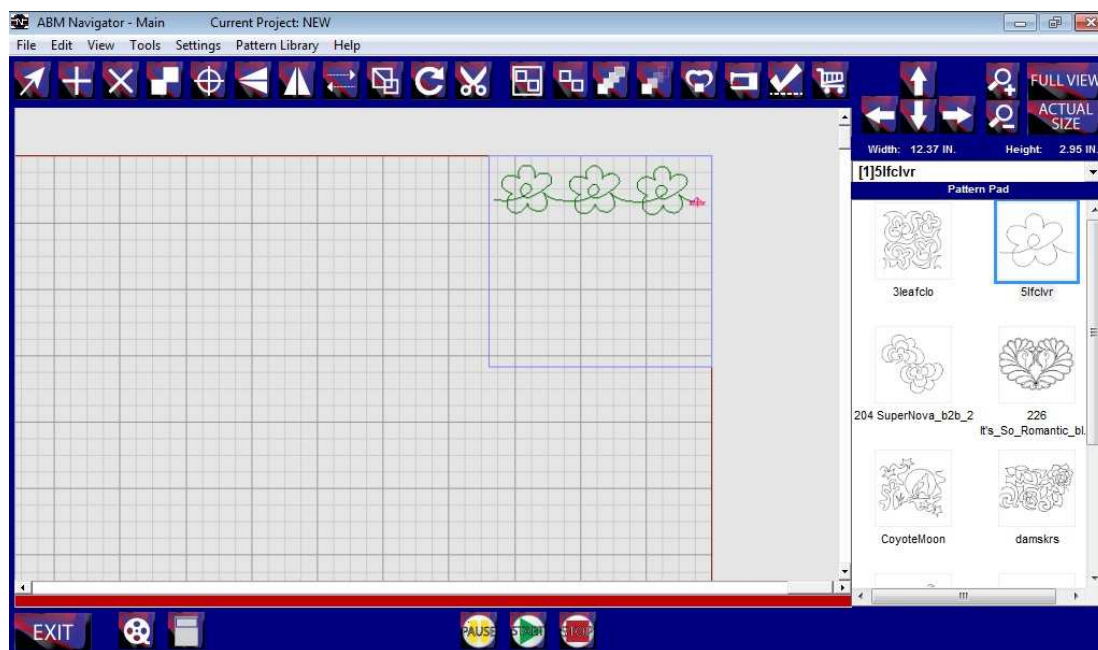 ABM Navigator - Main Current Project: NEW
File Edit View Tools Settings Pattern Library Help
FULL VIEW
ACTUAL
SIZE
Width: 12.37 IN. Height: 2.95 IN.
[1]5lfclvr
Pattern Pad
3leafclo 5lfclvr
204 SuperNova_b2b_2 226
It's_So_Romantic_bl.
CoyoteMoon damskrs
EXIT PAUSE START STOP